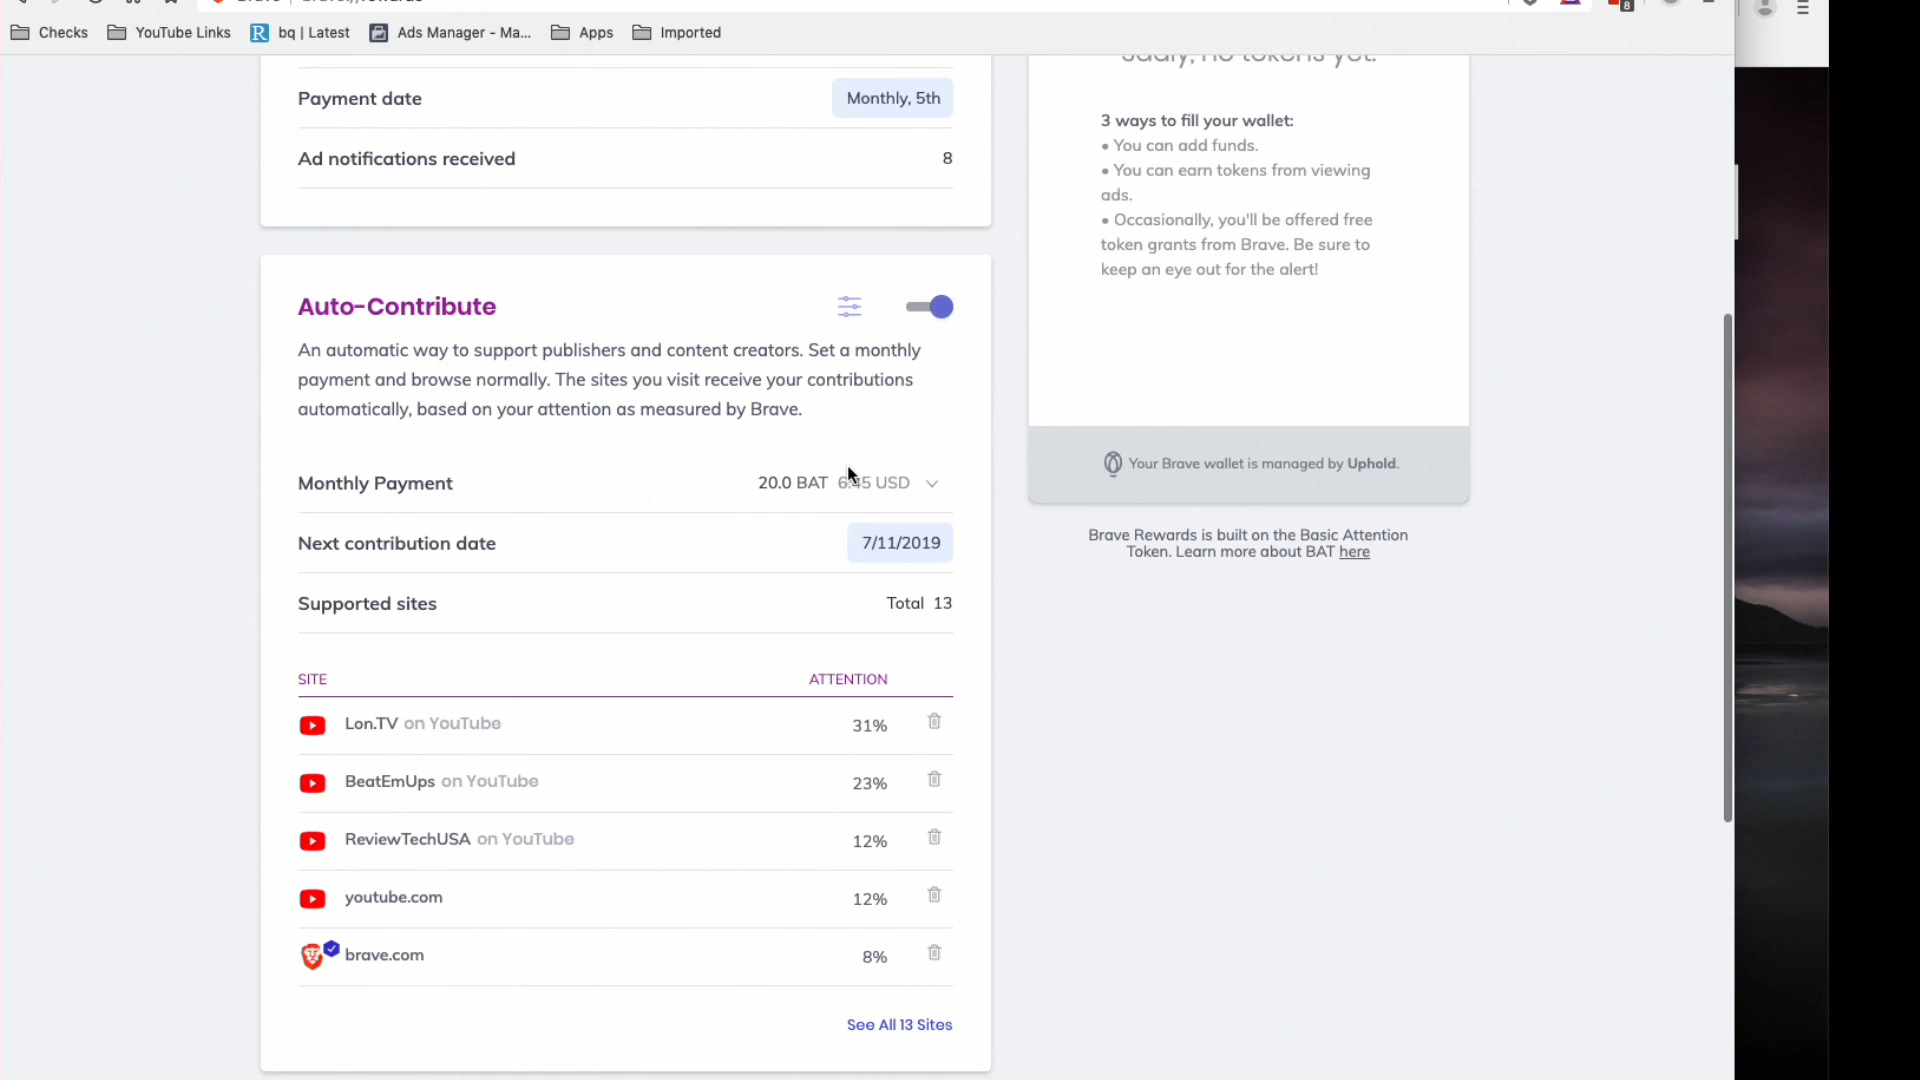 8
Checks
YouTube Links
bq | Latest
Ads Manager - Ma...
Apps
Imported
Payment date
Monthly, 5th
Ad notifications received
8
Auto-Contribute
An automatic way to support publishers and content creators. Set a monthly
payment and browse normally. The sites you visit receive your contributions
automatically, based on your attention as measured by Brave.
Monthly Payment
20.0 BAT 6.45 USD
Next contribution date
7/11/2019
Supported sites
Total 13
SITE
ATTENTION
Lon.TV on YouTube
31%
BeatEmUps on YouTube
23%
ReviewTechUSA on YouTube
12%
youtube.com
12%
brave.com
8%
See All 13 Sites
Sadly, no tokens yet.
3 ways to fill your wallet:
• You can add funds.
• You can earn tokens from viewing
ads.
• Occasionally, you'll be offered free
token grants from Brave. Be sure to
keep an eye out for the alert!
Your Brave wallet is managed by Uphold.
Brave Rewards is built on the Basic Attention
Token. Learn more about BAT here